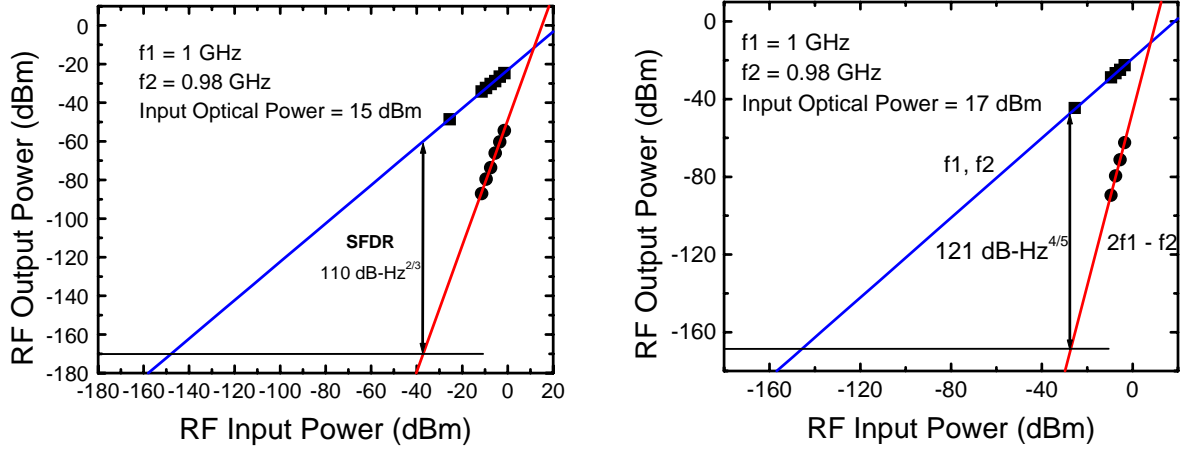 f1 = 1 GHz
f2 = 0.98 GHz
Input Optical Power = 15 dBm
SFDR
110 dB-Hz^2/3
0
-20
-40
-60
-80
-100
-120
-140
-160
-180
-180 -160 -140 -120 -100 -80 -60 -40 -20 0 20
RF Output Power (dBm)
RF Input Power (dBm)
f1 = 1 GHz
f2 = 0.98 GHz
Input Optical Power = 17 dBm
f1, f2
121 dB-Hz^4/5
2f1 - f2
0
-40
-80
-120
-160
-160 -120 -80 -40 0
RF Output Power (dBm)
RF Input Power (dBm)